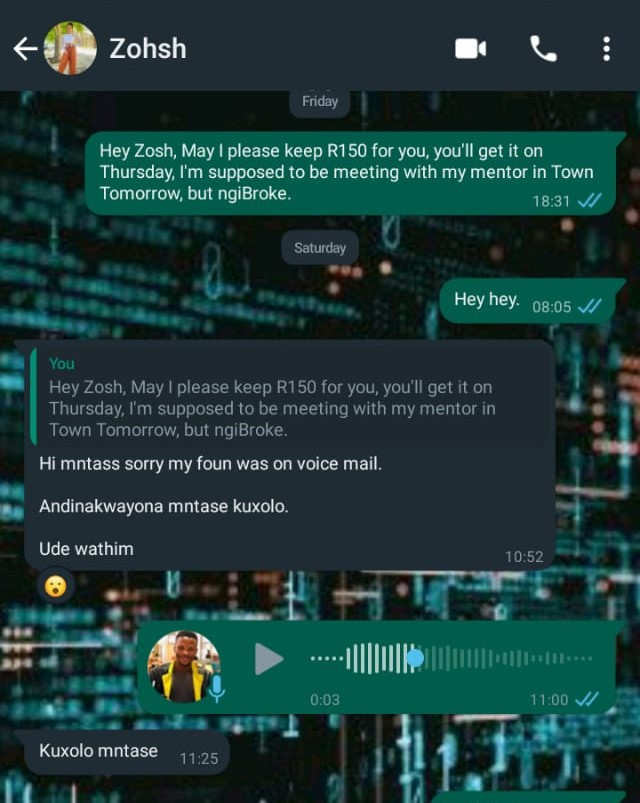 Zohsh
Friday
Hey Zosh, May I please keep R150 for you, you'll get it on
Thursday, I'm supposed to be meeting with my mentor in Town
Tomorrow, but ngiBroke.
18:31
Saturday
Hey hey.
08:05
You
Hey Zosh, May I please keep R150 for you, you'll get it on
Thursday, I'm supposed to be meeting with my mentor in
Town Tomorrow, but ngiBroke.
Hi mntass sorry my foun was on voice mail.
Andinakwayona mntase kuxolo.
Ude wathim
10:52
0:03
11:00
Kuxolo mntase
11:25